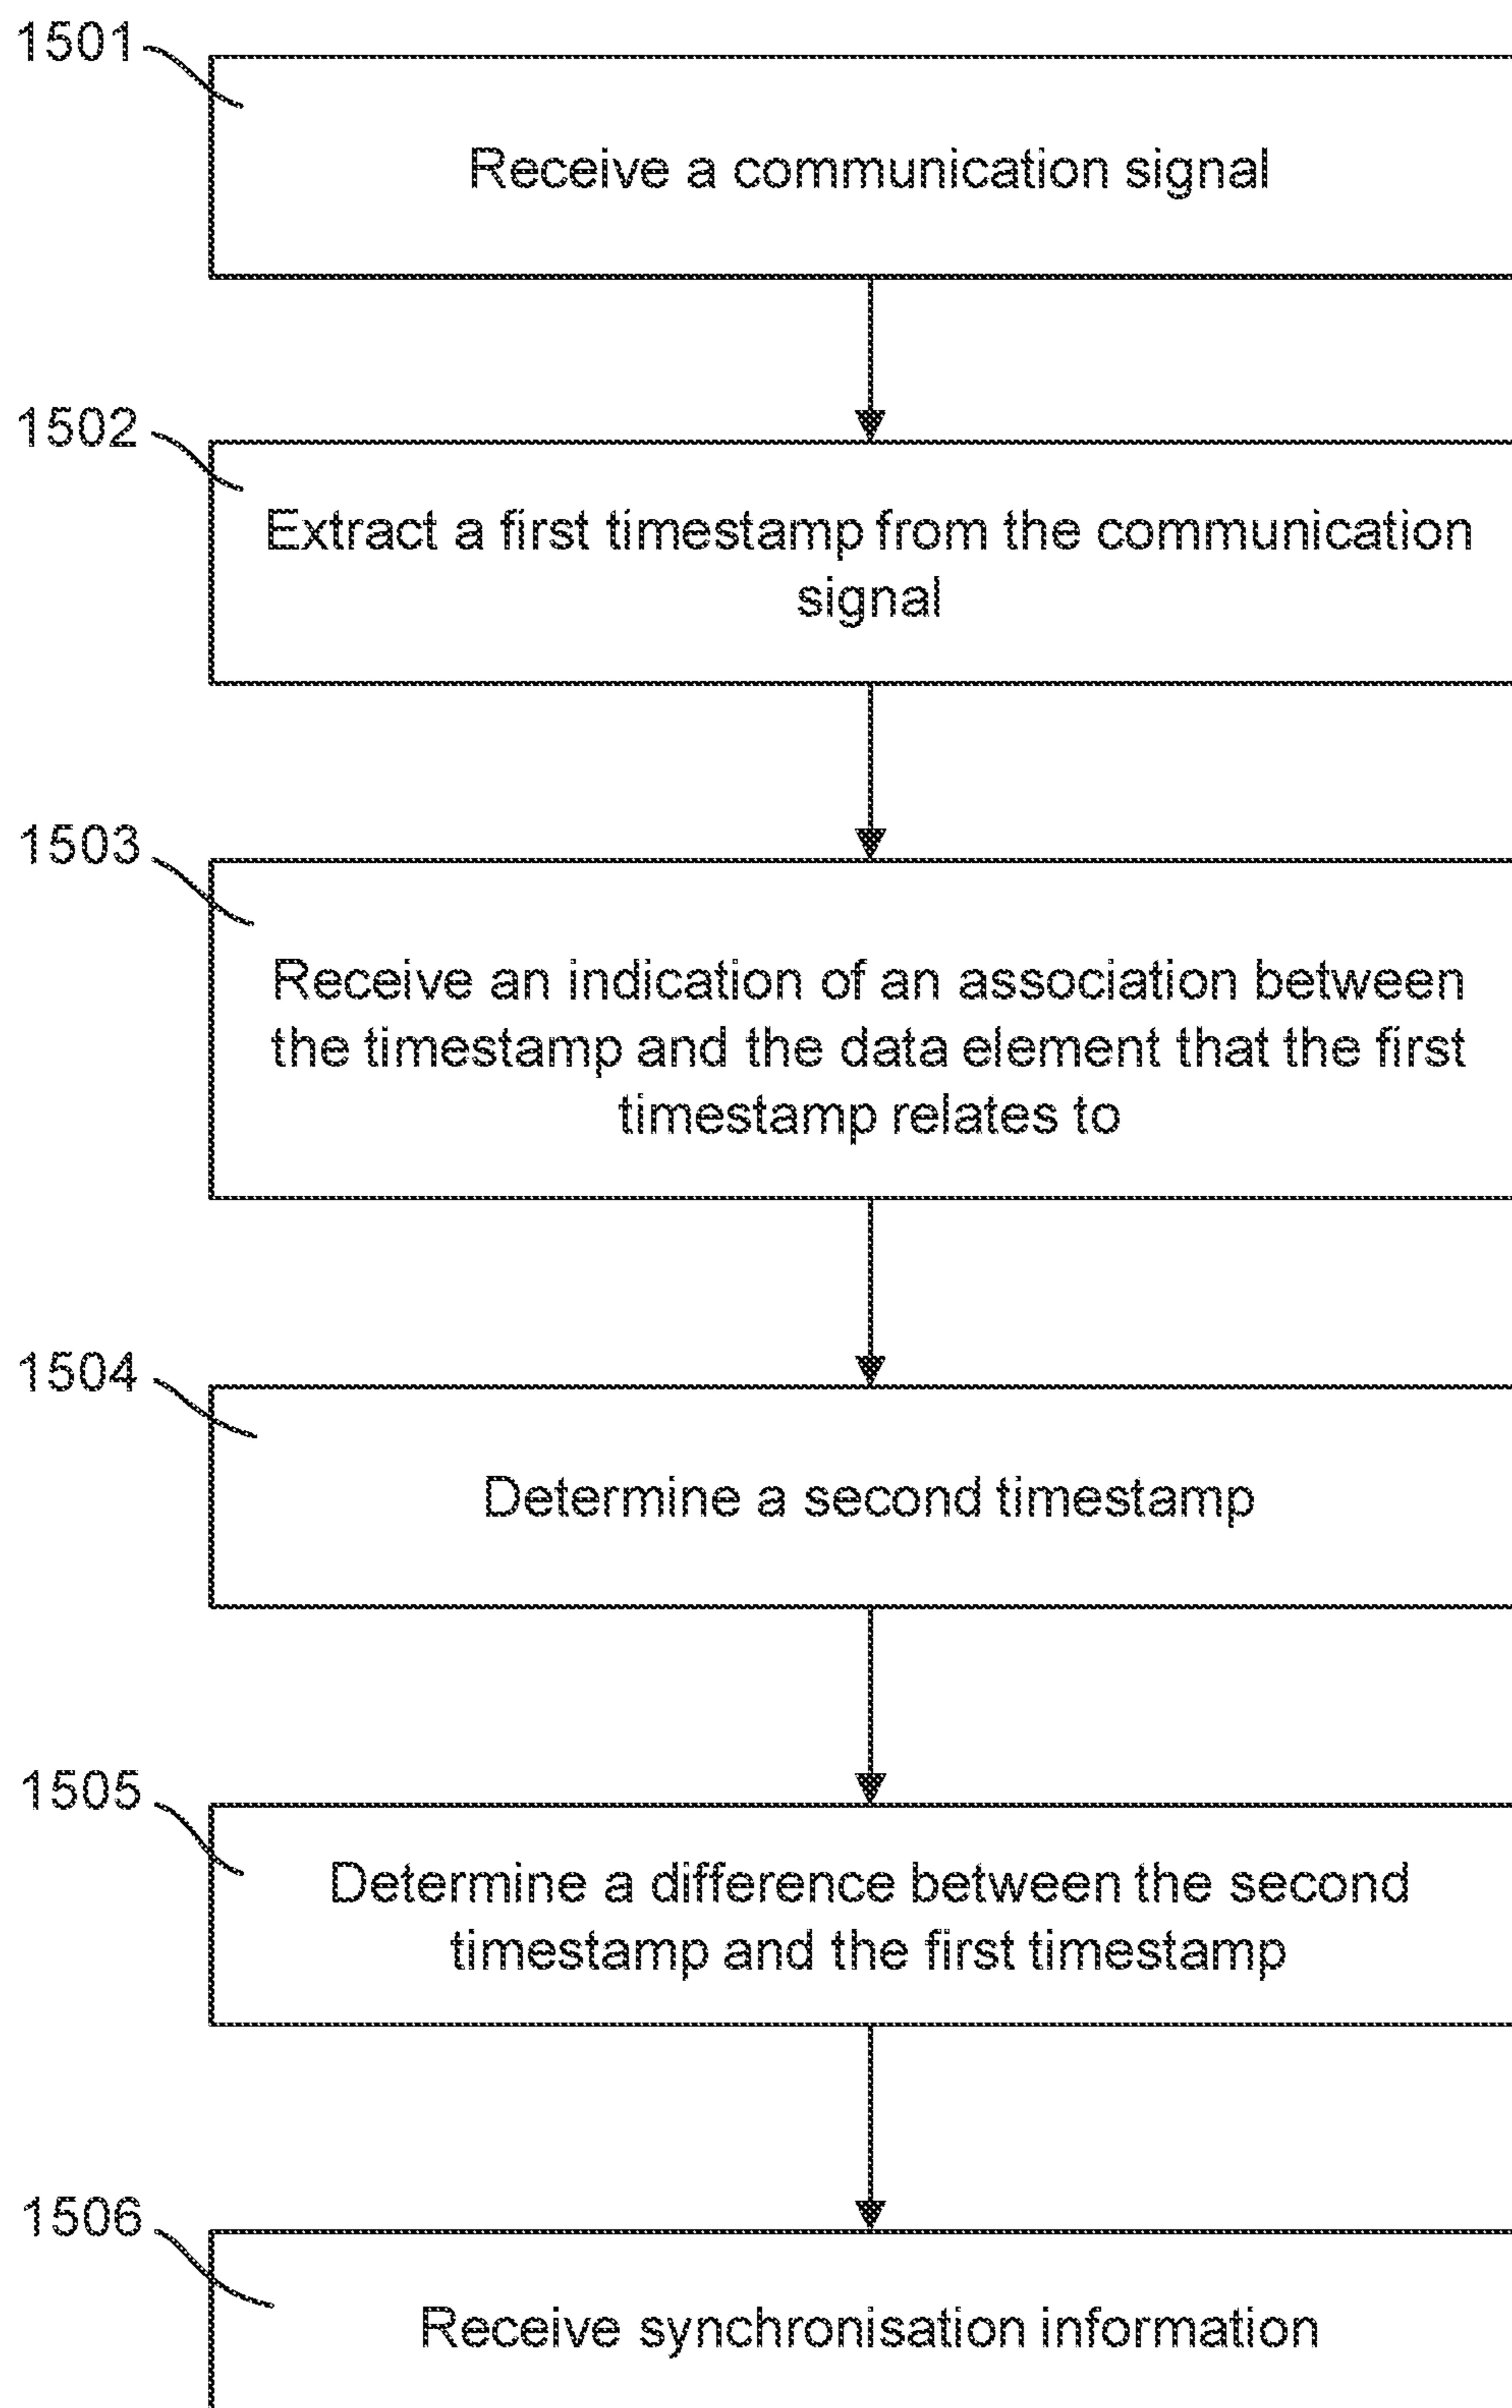 1501
Receive a communication signal
1502
Extract a first timestamp from the communication
signal
1503
Receive an indication of an association between
the timestamp and the data element that the first
timestamp relates to
1504
Determine a second timestamp
1505
Determine a difference between the second
timestamp and the first timestamp
1506
Receive synchronisation information